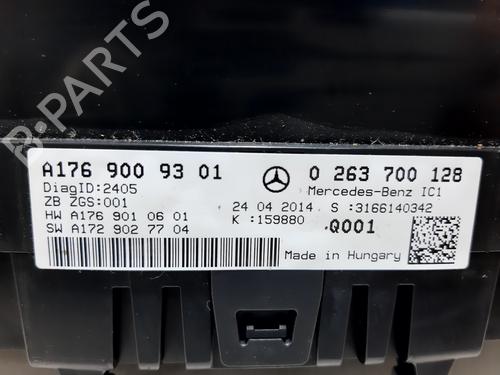 B-PARTS
A176 900 93 01 0 263 700 128
DiagID:2405 Mercedes-Benz IC1
ZB ZGS:001 24 04 2014 S :3166140342
HW A176 901 06 01 K :159880 Q001
SW A172 902 77 04
Made in Hungary